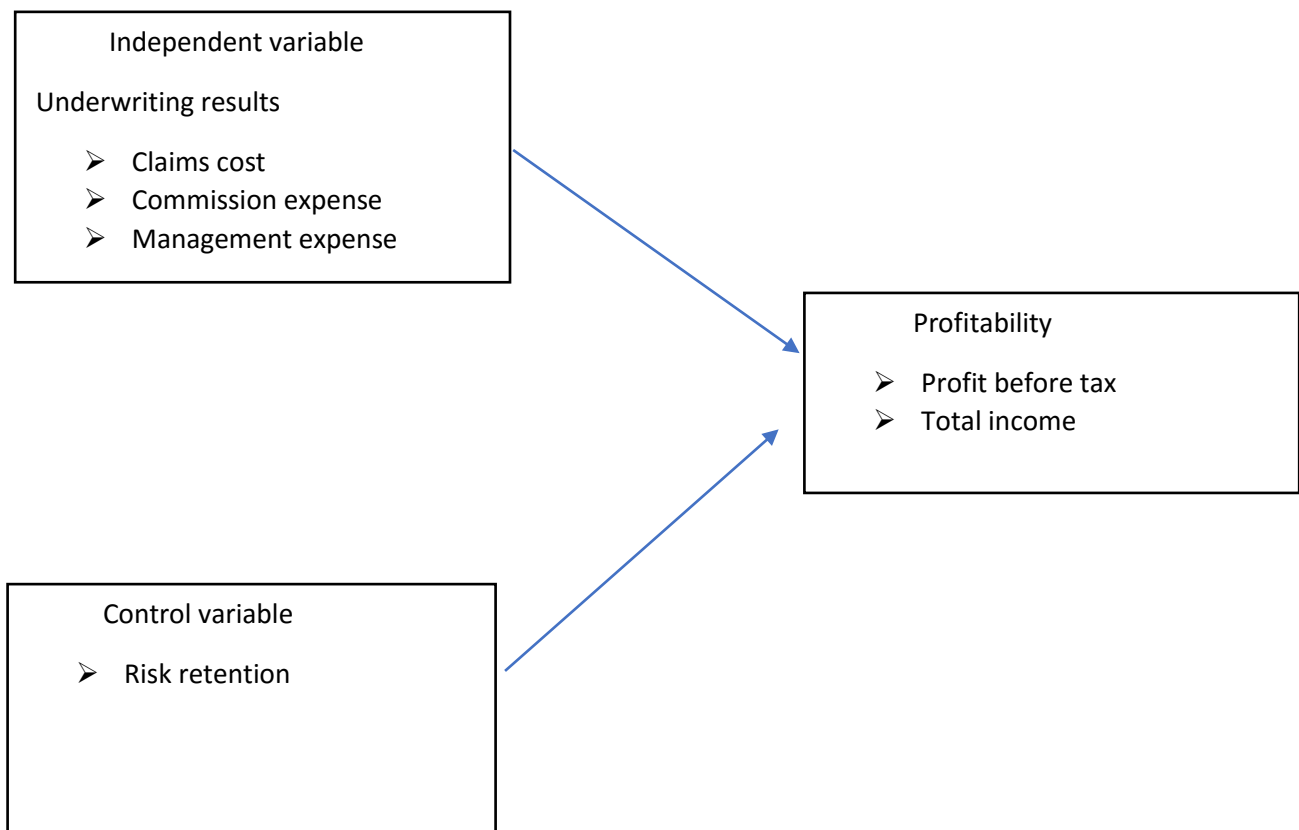 Independent variable
Underwriting results
➢ Claims cost
➢ Commission expense
➢ Management expense
Profitability
➢ Profit before tax
➢ Total income
Control variable
➢ Risk retention